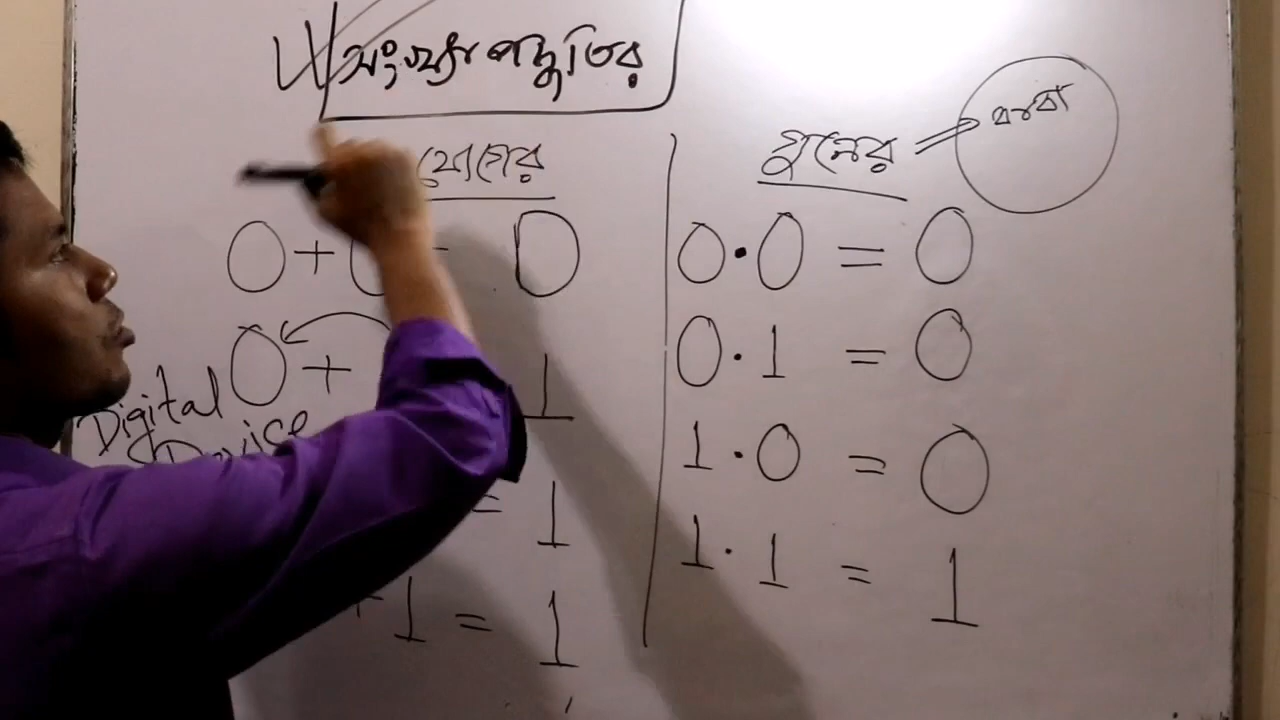 সংখ্যা পদ্ধতির
যোগের
0 + 0 = 0
0 + 1
Digital
Device
= 1
+ 1 = 1
গুনের
0 · 0 = 0
0 · 1 = 0
1 · 0 = 0
1 · 1 = 1